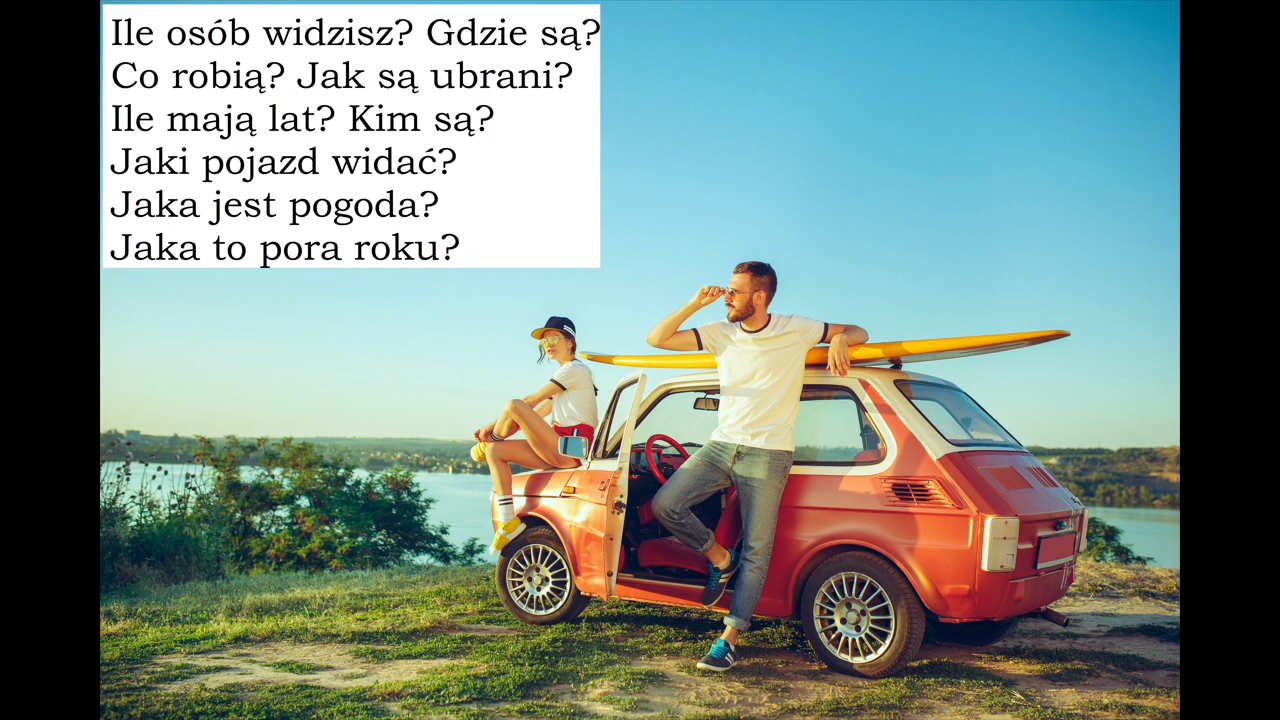 Ile osób widzisz? Gdzie są?
Co robią? Jak są ubrani?
Ile mają lat? Kim są?
Jaki pojazd widać?
Jaka jest pogoda?
Jaka to pora roku?